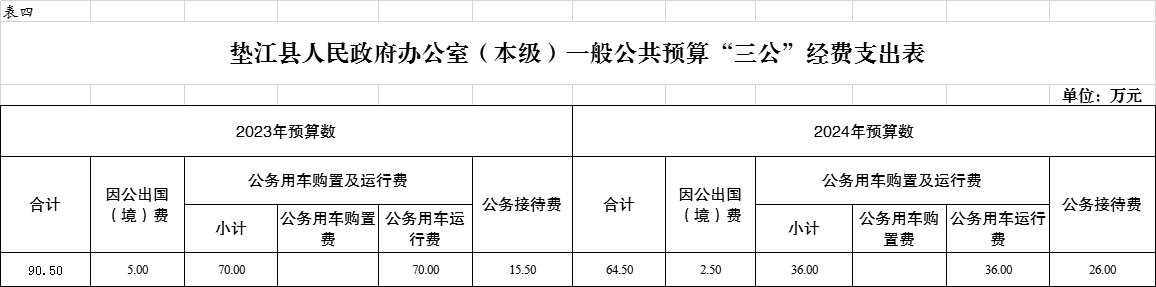 表四
垫江县人民政府办公室（本级）一般公共预算“三公”经费支出表
单位：万元
2023年预算数 2024年预算数
合计 因公出国（境）费 公务用车购置及运行费 公务接待费 合计 因公出国（境）费 公务用车购置及运行费 公务接待费
小计 公务用车购置费 公务用车运行费 小计 公务用车购置费 公务用车运行费
90.50 5.00 70.00 70.00 15.50 64.50 2.50 36.00 36.00 26.00